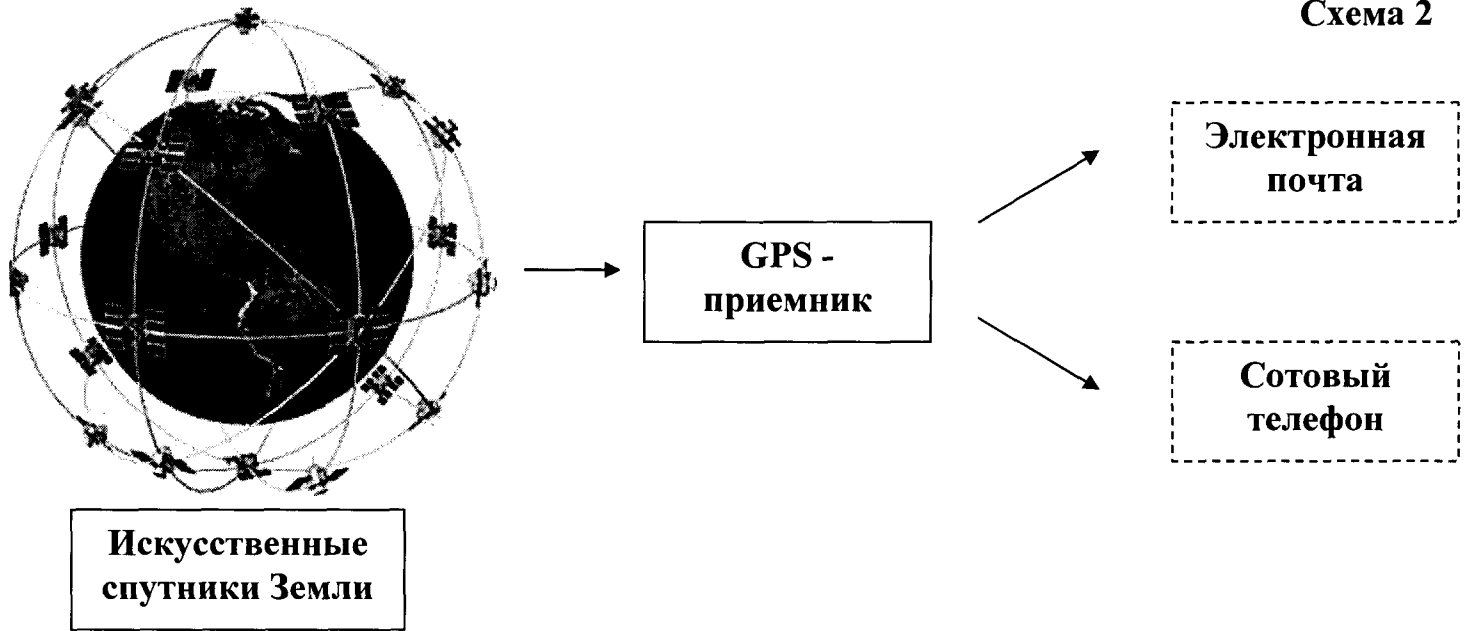 Схема 2
Электронная
почта
GPS -
приемник
Сотовый
телефон
Искусственные
спутники Земли